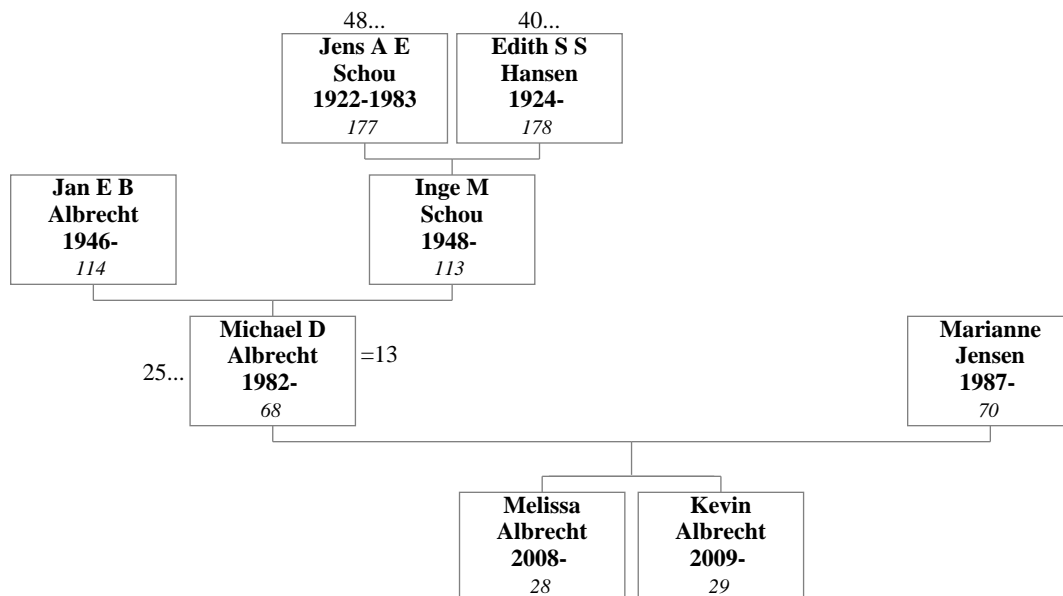 48...
40...
Jens A E
Schou
1922-1983
177
Edith S S
Hansen
1924-
178
Jan E B
Albrecht
1946-
114
Inge M
Schou
1948-
113
25...
Michael D
Albrecht
1982-
68
=13
Marianne
Jensen
1987-
70
Melissa
Albrecht
2008-
28
Kevin
Albrecht
2009-
29